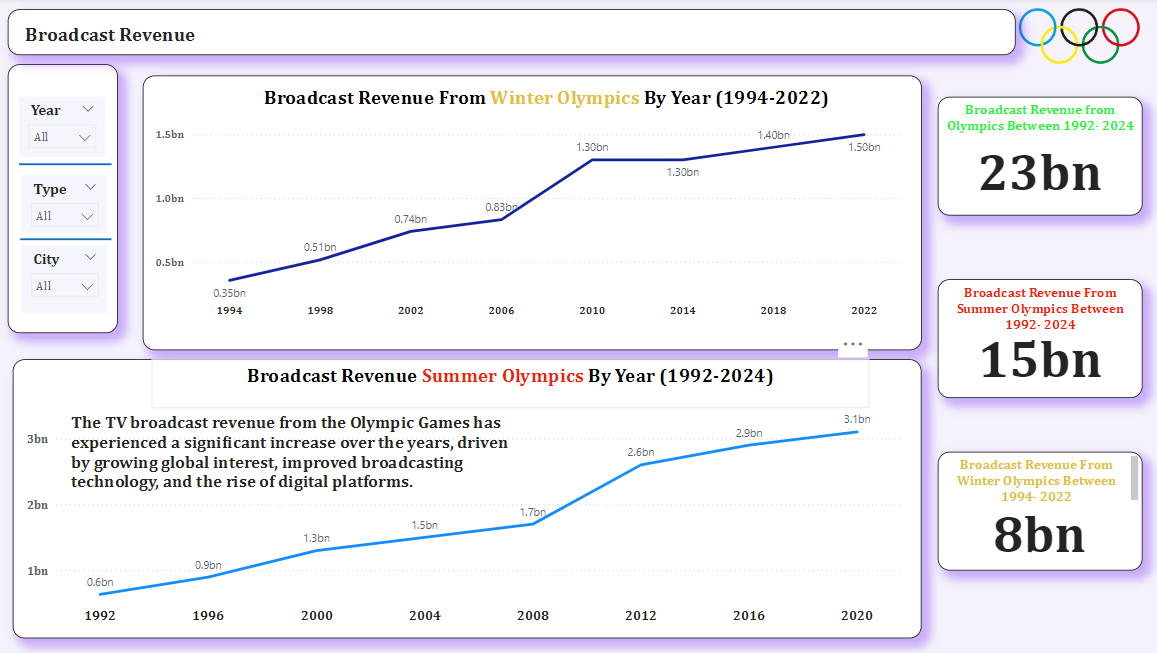 Broadcast Revenue
Year
All
Type
All
City
All
Broadcast Revenue From Winter Olympics By Year (1994-2022)
1.5bn
1.0bn
0.5bn
0.35bn
0.51bn
0.74bn
0.83bn
1.30bn
1.30bn
1.40bn
1.50bn
1994
1998
2002
2006
2010
2014
2018
2022
Broadcast Revenue Summer Olympics By Year (1992-2024)
The TV broadcast revenue from the Olympic Games has
experienced a significant increase over the years, driven
by growing global interest, improved broadcasting
technology, and the rise of digital platforms.
3bn
2bn
1bn
0.6bn
0.9bn
1.3bn
1.5bn
1.7bn
2.6bn
2.9bn
3.1bn
1992
1996
2000
2004
2008
2012
2016
2020
Broadcast Revenue from
Olympics Between 1992- 2024
23bn
Broadcast Revenue From
Summer Olympics Between
1992- 2024
15bn
Broadcast Revenue From
Winter Olympics Between
1994- 2022
8bn